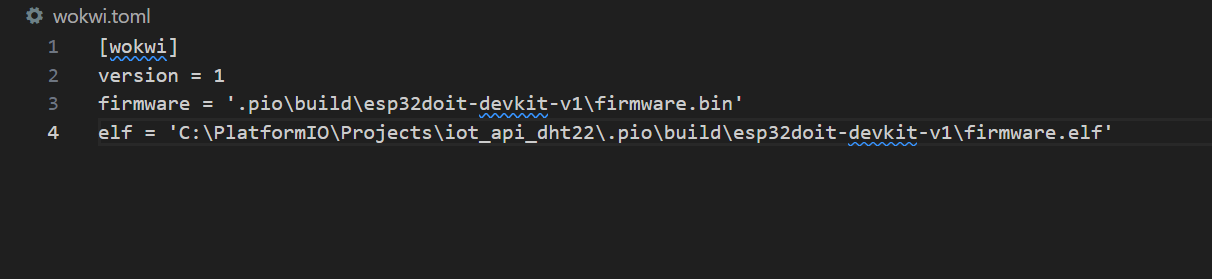 wokwi.toml
1 [wokwi]
2 version = 1
3 firmware = '.pio\build\esp32doit-devkit-v1\firmware.bin'
4 elf = 'C:\PlatformIO\Projects\iot_api_dht22\.pio\build\esp32doit-devkit-v1\firmware.elf'